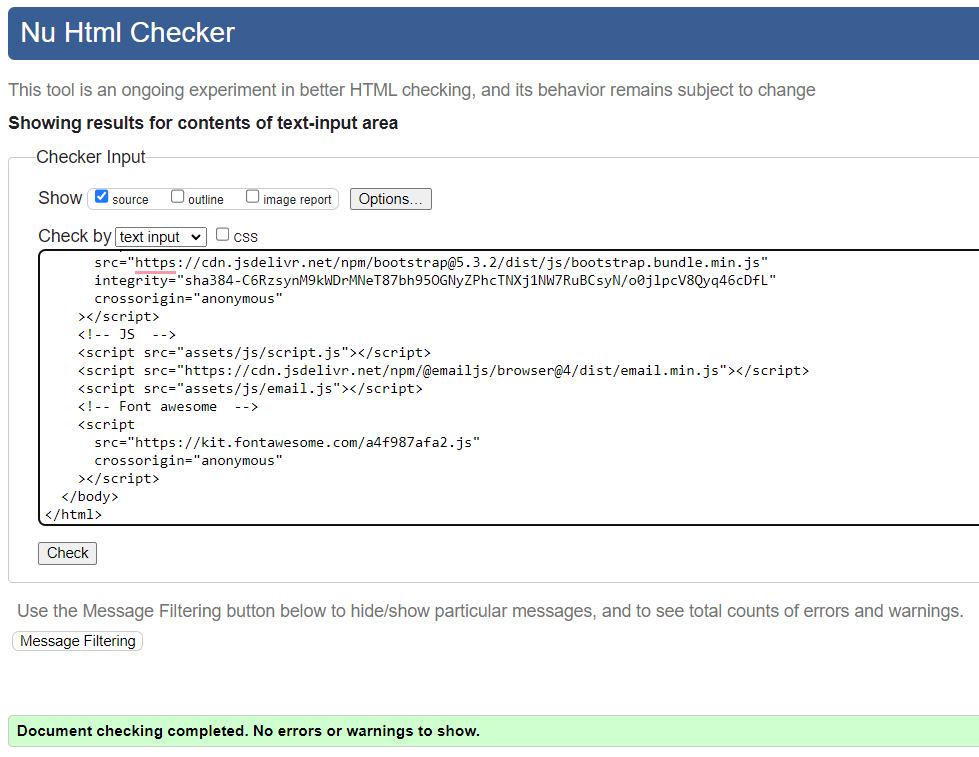 Nu Html Checker
This tool is an ongoing experiment in better HTML checking, and its behavior remains subject to change
Showing results for contents of text-input area
Checker Input
Show source outline image report Options...
Check by text input css
src="https://cdn.jsdelivr.net/npm/bootstrap@5.3.2/dist/js/bootstrap.bundle.min.js"
integrity="sha384-C6RzsynM9kWDrMNeT87bh95OGNyZPhcTNXj1NW7RuBCsyN/o0jlpcV8Qyq46cDfL"
crossorigin="anonymous"
></script>
<!-- JS  -->
<script src="assets/js/script.js"></script>
<script src="https://cdn.jsdelivr.net/npm/@emailjs/browser@4/dist/email.min.js"></script>
<script src="assets/js/email.js"></script>
<!-- Font awesome  -->
<script
src="https://kit.fontawesome.com/a4f987afa2.js"
crossorigin="anonymous"
></script>
</body>
</html>
Check
Use the Message Filtering button below to hide/show particular messages, and to see total counts of errors and warnings.
Message Filtering
Document checking completed. No errors or warnings to show.